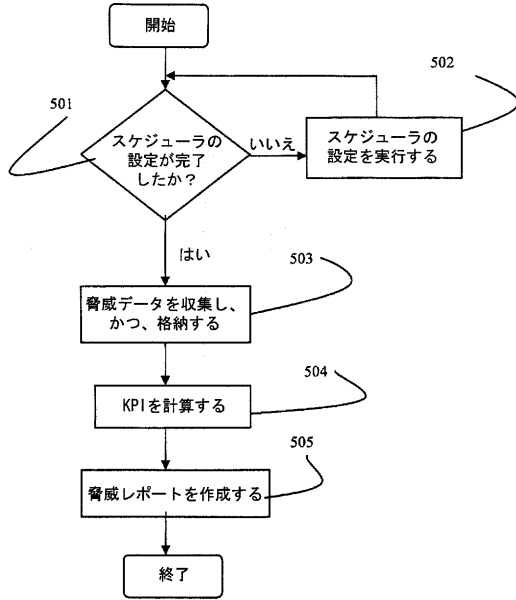 開始
501
502
スケジューラの
設定が完了
したか？
いいえ
スケジューラの
設定を実行する
はい
503
脅威データを収集し、
かつ、格納する
504
KPIを計算する
505
脅威レポートを作成する
終了